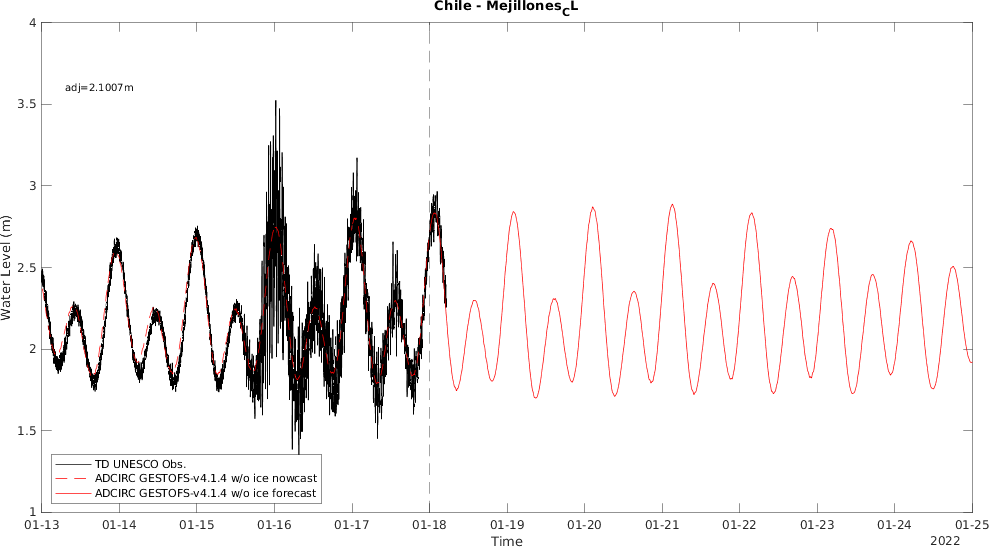 Chile - Mejillones_CL
adj=2.1007m
4
3.5
3
2.5
2
1.5
1
Water Level (m)
TD UNESCO Obs.
ADCIRC GESTOFS-v4.1.4 w/o ice nowcast
ADCIRC GESTOFS-v4.1.4 w/o ice forecast
01-13 01-14 01-15 01-16 01-17 01-18 01-19 01-20 01-21 01-22 01-23 01-24 01-25
Time
2022